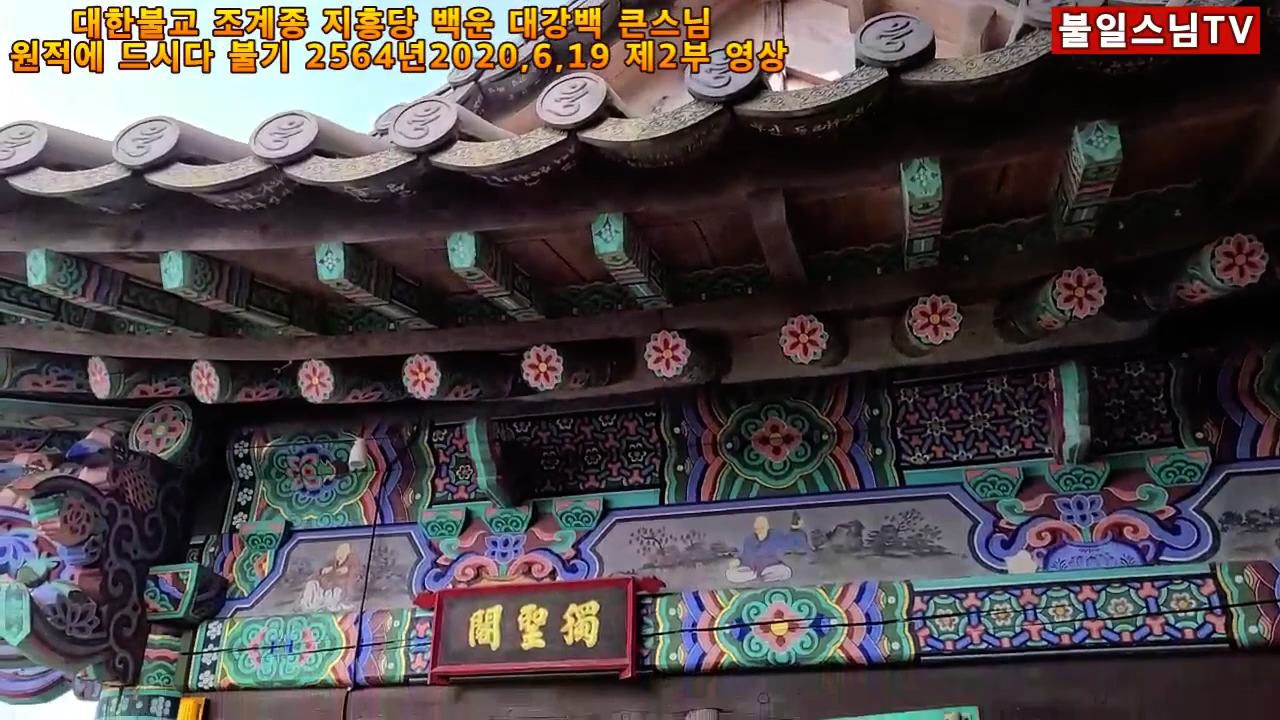 대한불교 조계종 지흥당 백운 대강백 큰스님
원적에 드시다 불기 2564년2020,6,19 제2부 영상
불일스님TV
閣聖獨